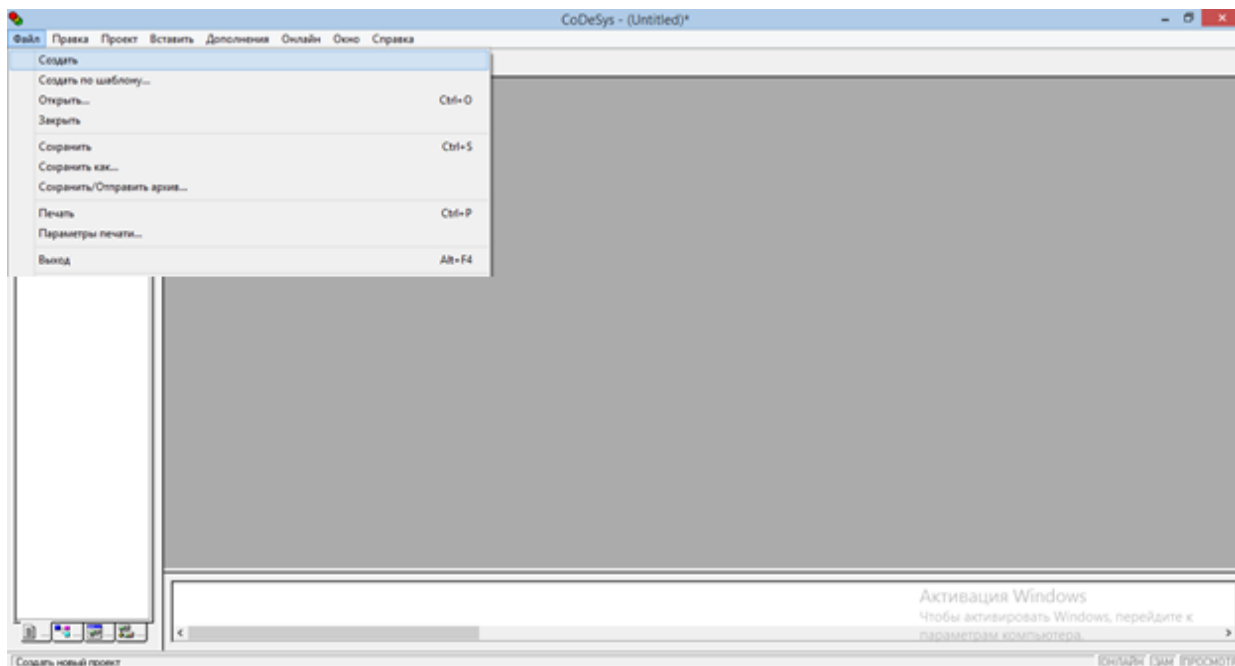 CoDeSys - (Untitled)*
Файл Правка Проект Вставить Дополнения Онлайн Окно Справка
Создать
Создать по шаблону...
Открыть... Ctrl+O
Закрыть
Сохранить Ctrl+S
Сохранить как...
Сохранить/Отправить архив...
Печать Ctrl+P
Параметры печати...
Выход Alt+F4
Активация Windows
Чтобы активировать Windows, перейдите к
параметрам компьютера.
Создать новый проект ОНЛАЙН ЗАМ ПРОСМОТ